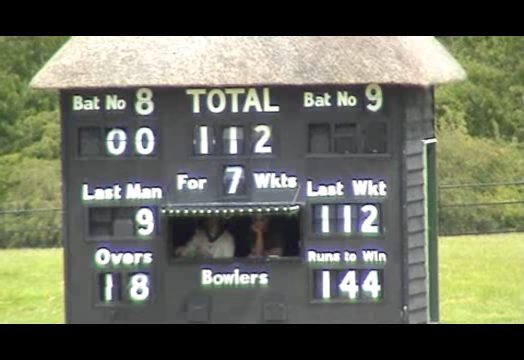 Bat No 8 TOTAL Bat No 9
00 112
Last Man For 7 Wkts Last Wkt
9 112
Overs Runs to Win
18 Bowlers 144